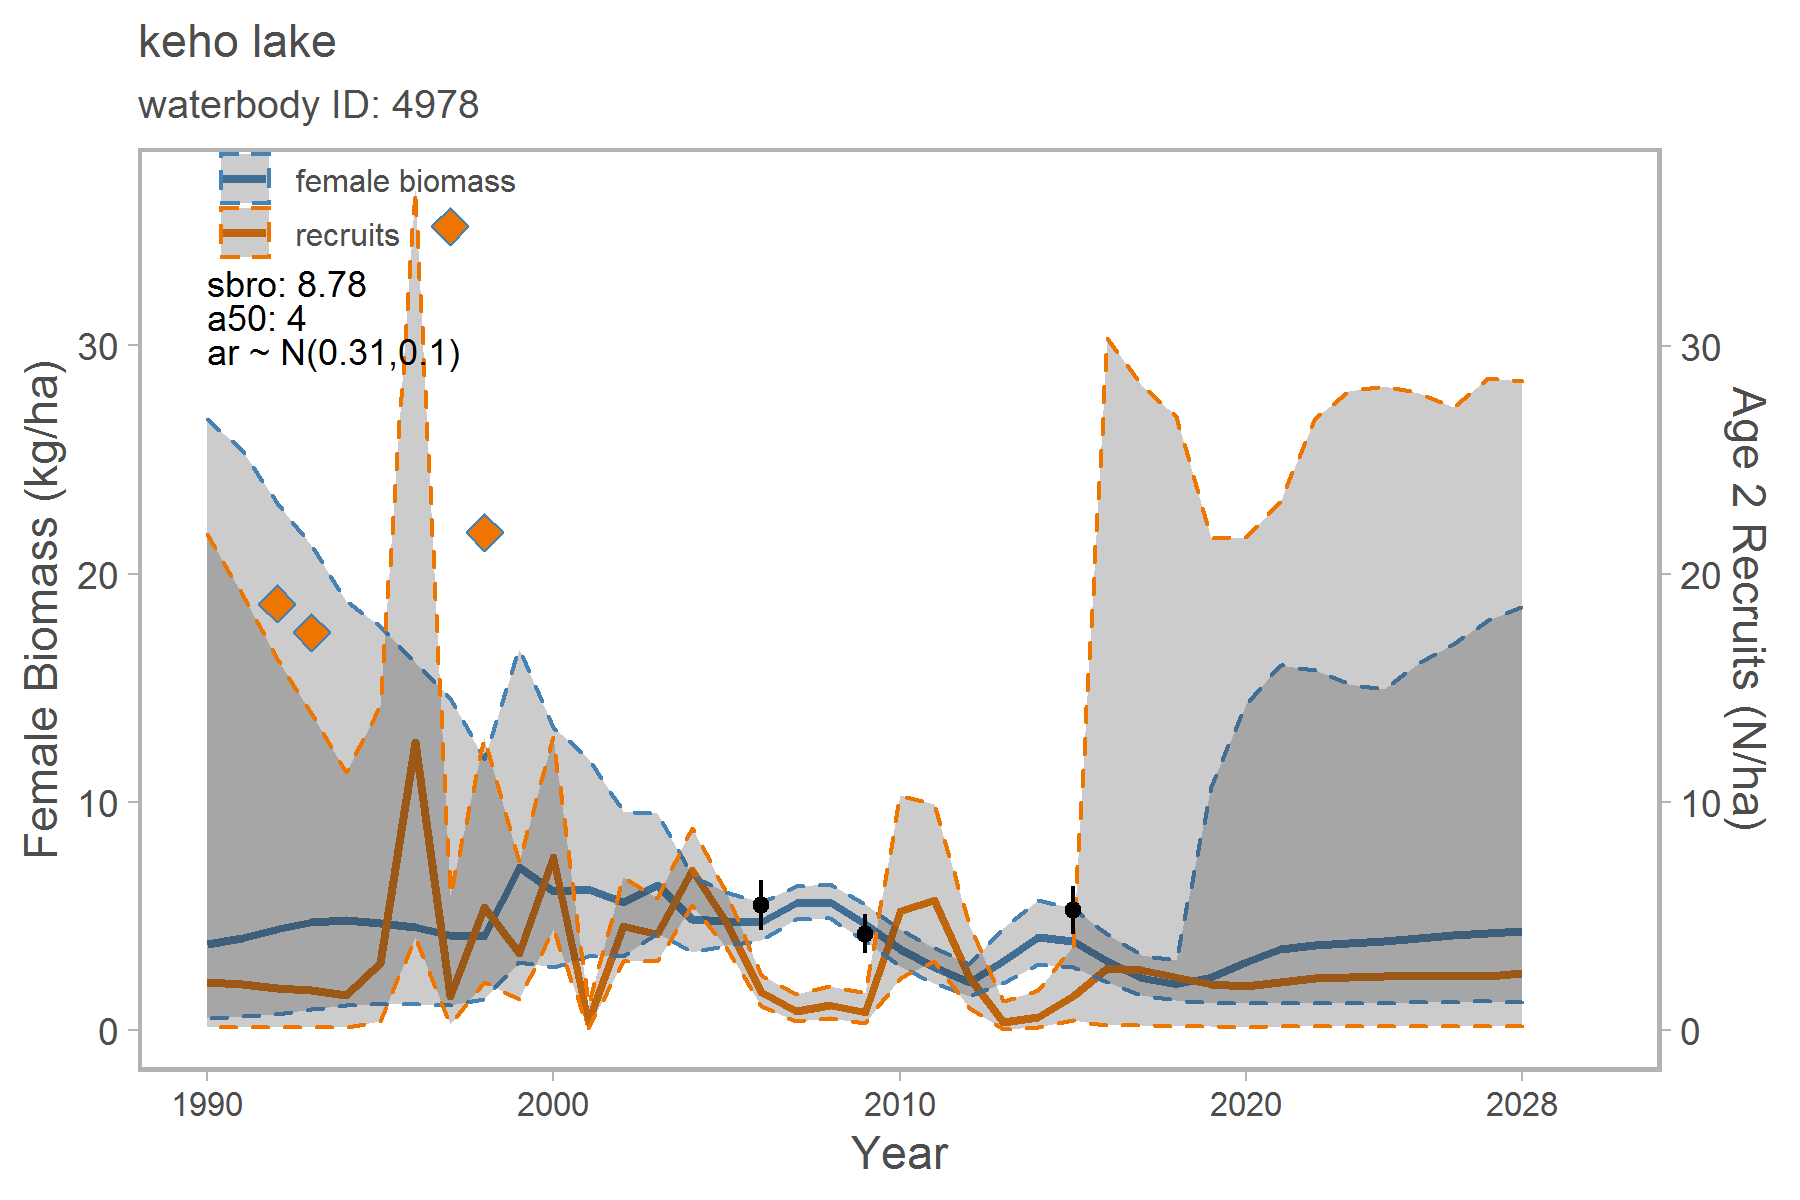 keho lake
waterbody ID: 4978
female biomass
recruits
sbro: 8.78
a50: 4
ar ~ N(0.31,0.1)
Female Biomass (kg/ha)
30
20
10
0
30
20
10
0
Age 2 Recruits (N/ha)
1990 2000 2010 2020 2028
Year